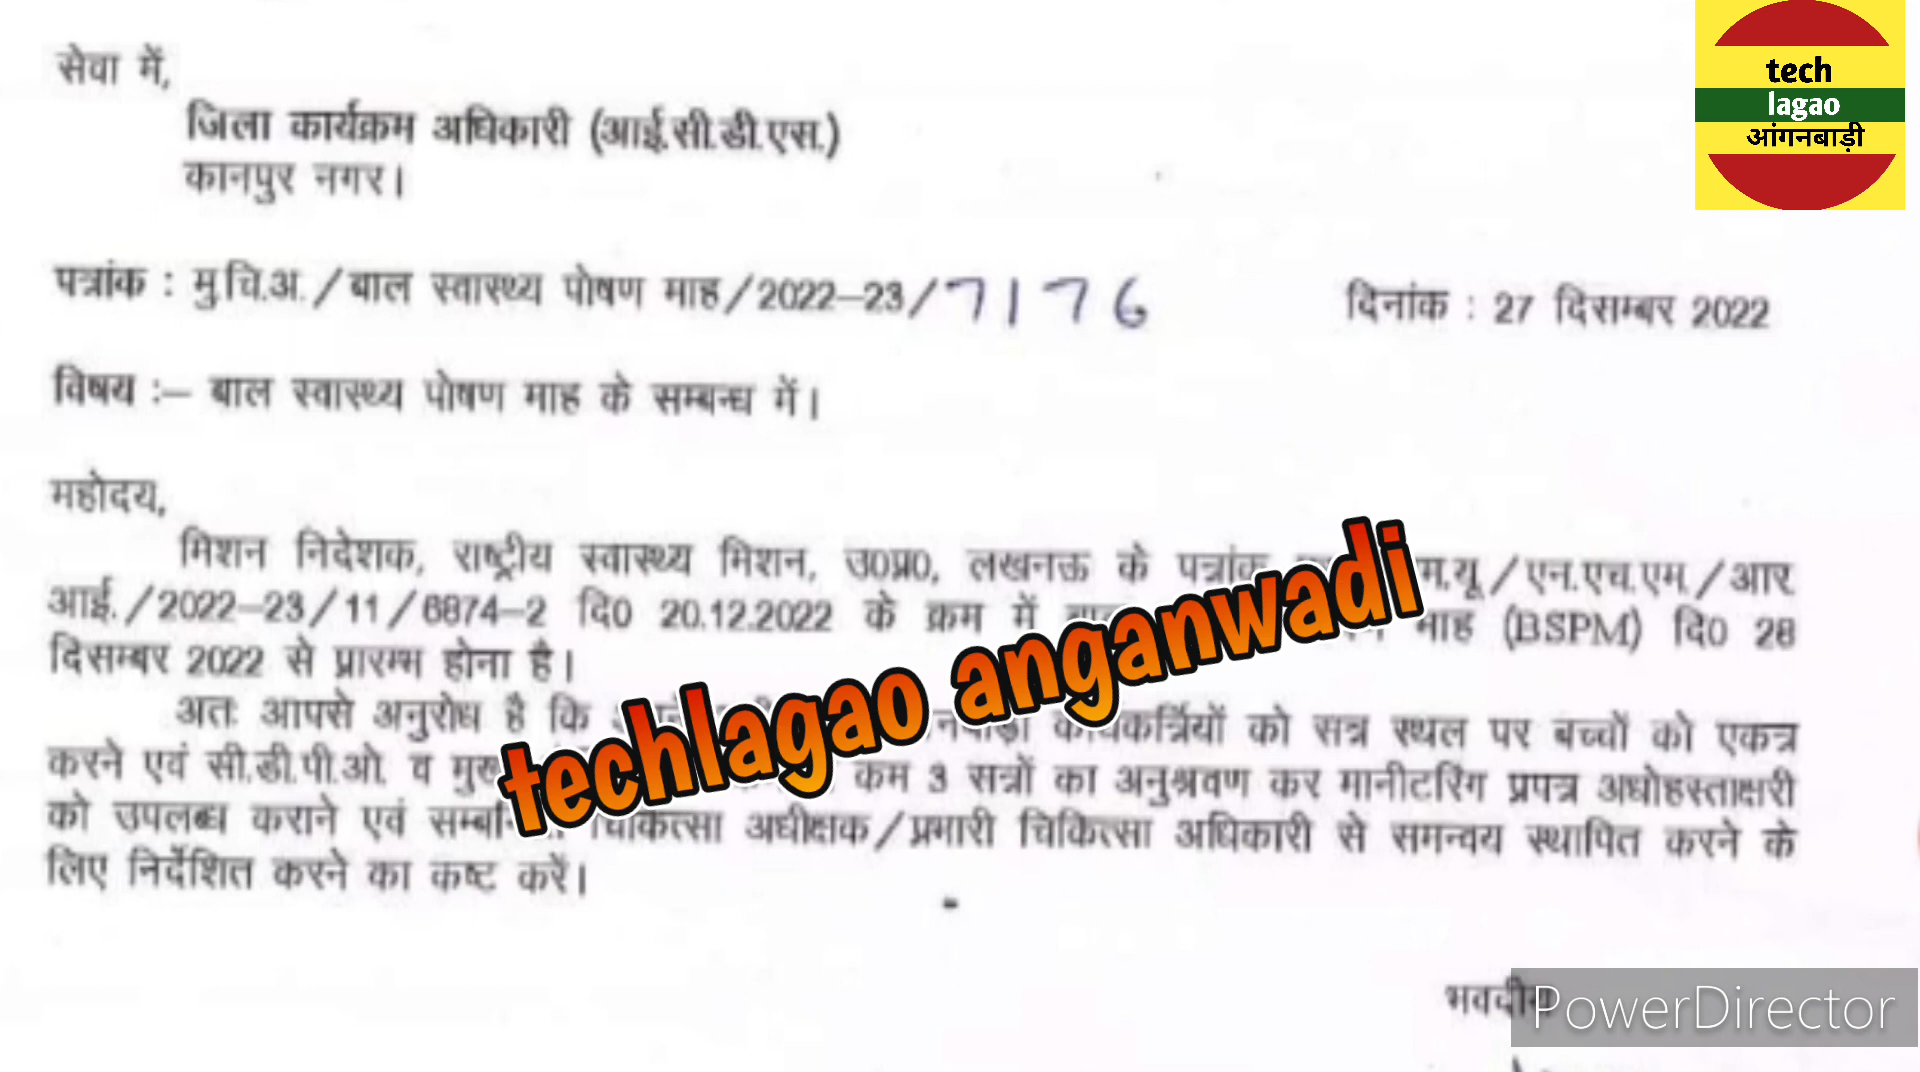 सेवा में,
tech
lagao
आंगनबाड़ी
जिला कार्यक्रम अधिकारी (आई.सी.डी.एस.)
कानपुर नगर।
पत्रांक : मु.चि.अ. / बाल स्वास्थ्य पोषण माह / 2022–23 / 7176
दिनांक : 27 दिसम्बर 2022
विषय :– बाल स्वास्थ्य पोषण माह के सम्बन्ध में।
महोदय,
मिशन निदेशक, राष्ट्रीय स्वास्थ्य मिशन, उ0प्र0, लखनऊ के पत्रांक म.यू. / एन.एच.एम. / आर
आई. / 2022–23 / 11 / 6874–2 दि0 20.12.2022 के क्रम में माह (BSPM) दि0 28
दिसम्बर 2022 से प्रारम्भ होना है।
अतः आपसे अनुरोध है कि कार्यकर्त्रियों को सत्र स्थल पर बच्चों को एकत्र
करने एवं सी.डी.पी.ओ. व कम 3 सत्रों का अनुश्रवण कर मानीटरिंग प्रपत्र अधोहस्ताक्षरी
को उपलब्ध कराने एवं चिकित्सा अधीक्षक / प्रभारी चिकित्सा अधिकारी से समन्वय स्थापित करने के
लिए निर्देशित करने का कष्ट करें।
techlagao anganwadi
भवदीय
PowerDirector